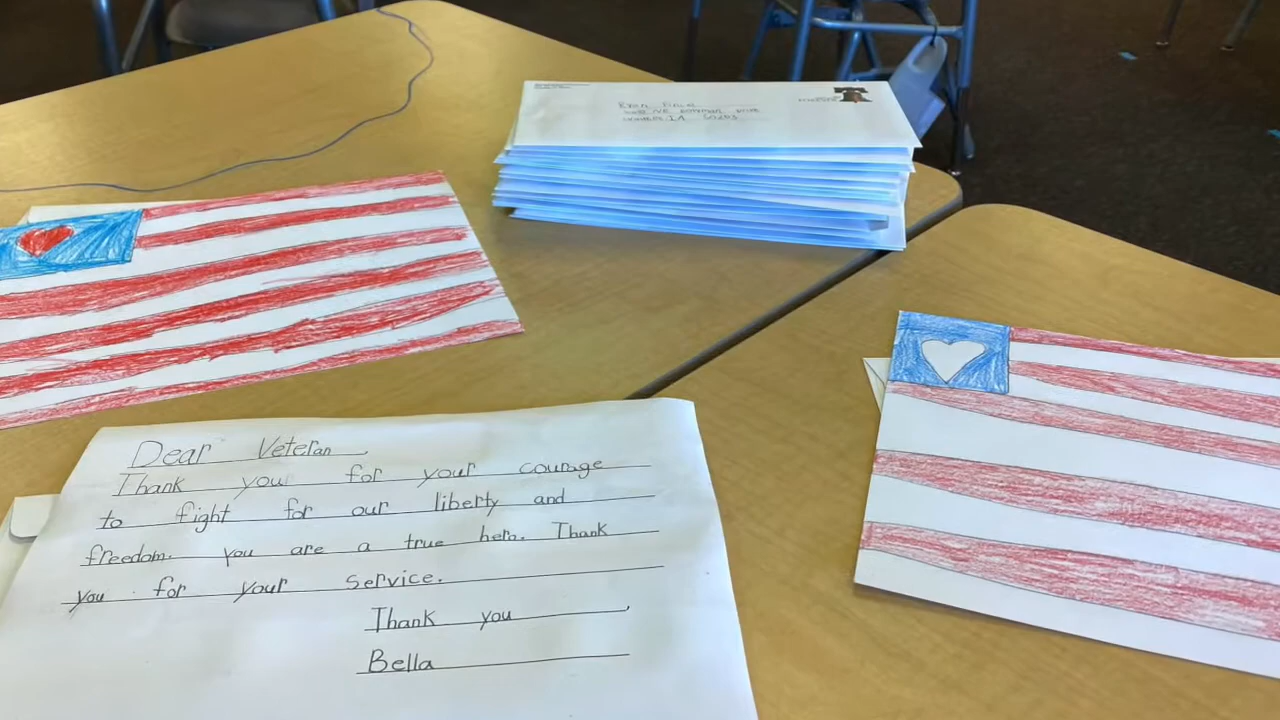 Dear Veteran,
Thank you for your courage
to fight for our liberty and
freedom. you are a true hero. Thank
you for your service.
Thank you,
Bella